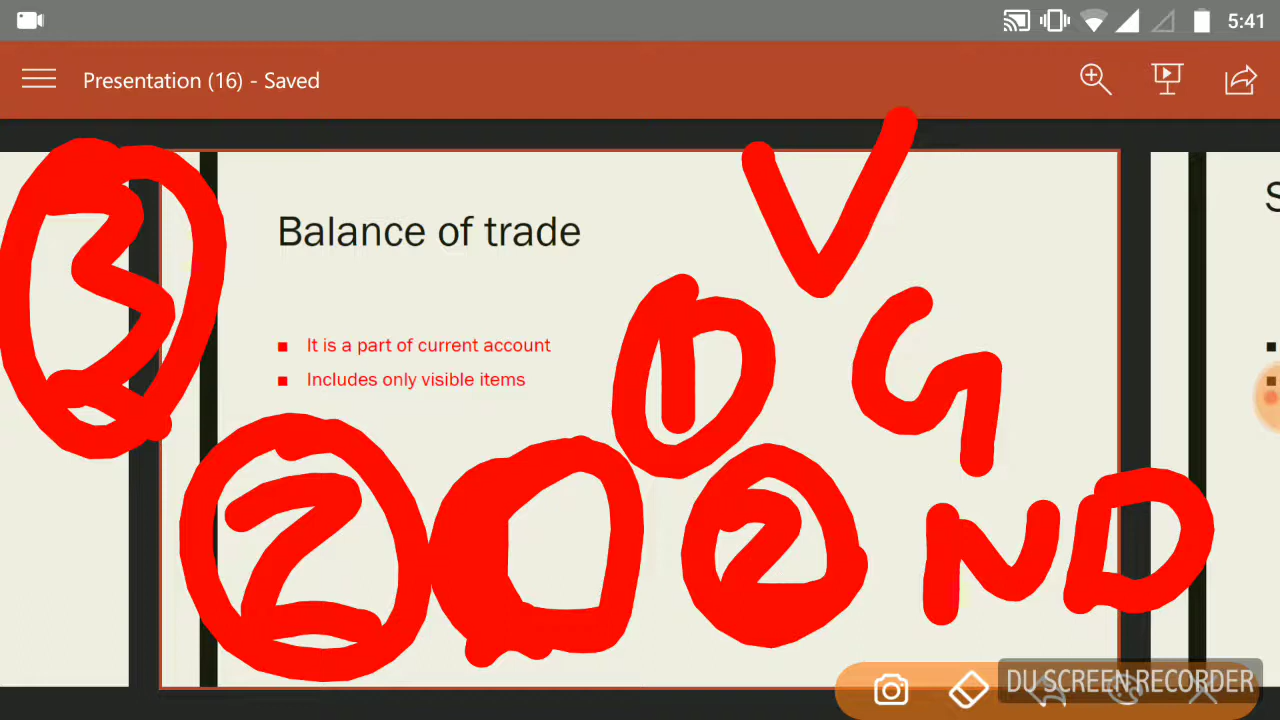 5:41
Presentation (16) - Saved
V
Balance of trade
S
3
■ It is a part of current account
■ Includes only visible items
1
G
2
2
ND
DU SCREEN RECORDER